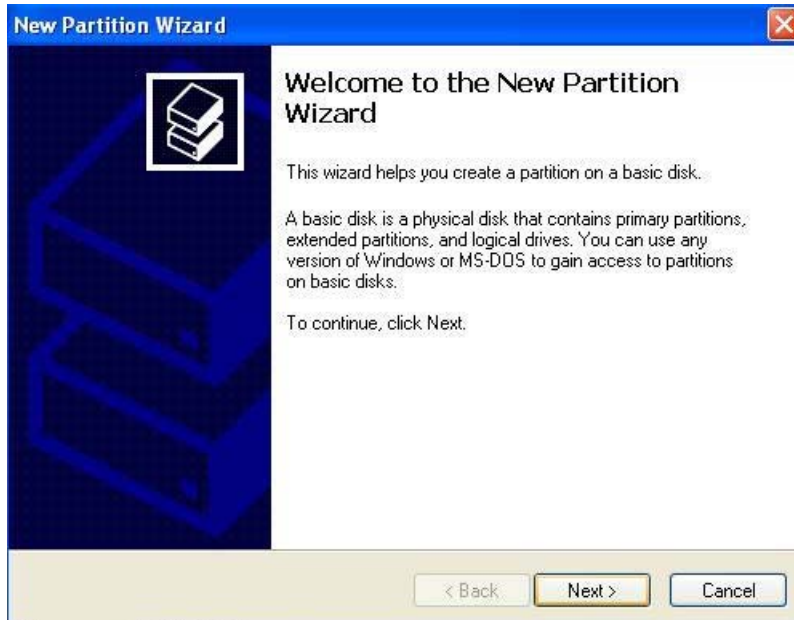 New Partition Wizard
Welcome to the New Partition
Wizard
This wizard helps you create a partition on a basic disk.
A basic disk is a physical disk that contains primary partitions,
extended partitions, and logical drives. You can use any
version of Windows or MS-DOS to gain access to partitions
on basic disks.
To continue, click Next.
< Back Next > Cancel